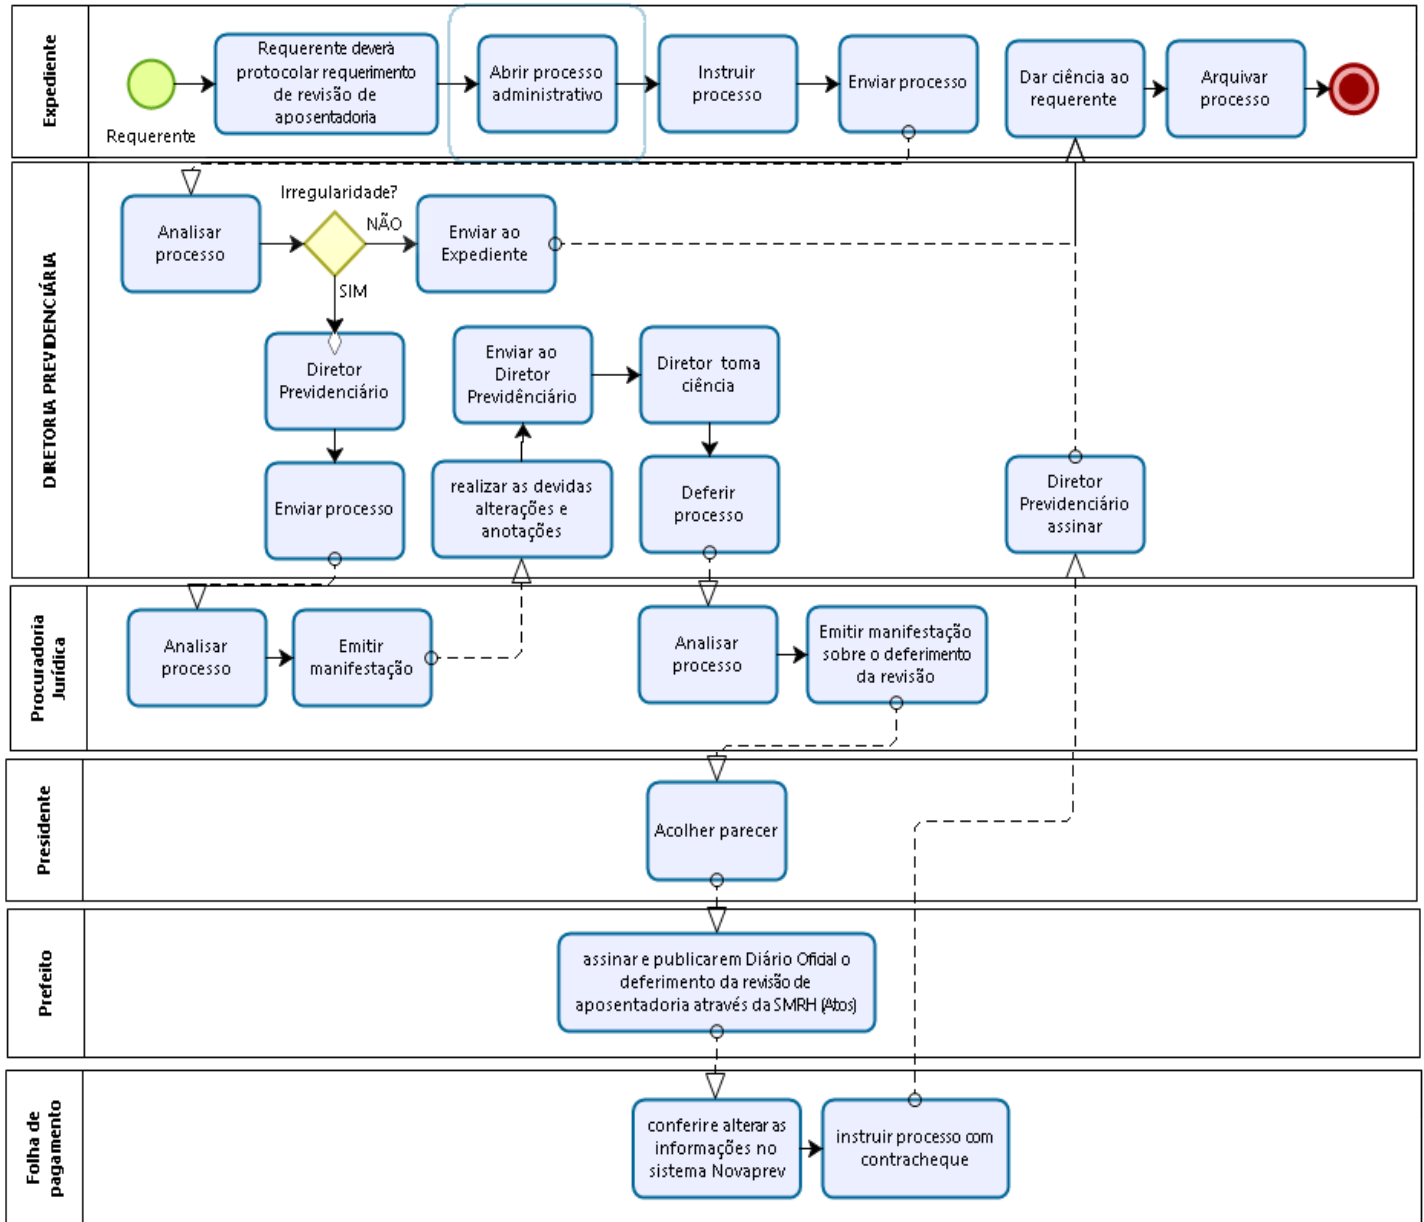 Expediente
Requerente
Requerente deverá
protocolar requerimento
de revisão de
aposentadoria
Abrir processo
administrativo
Instruir
processo
Enviar processo
Dar ciência ao
requerente
Arquivar
processo
DIRETORIA PREVIDENCIÁRIA
Analisar
processo
Irregularidade?
NÃO
SIM
Enviar ao
Expediente
Diretor
Previdenciário
Enviar processo
Enviar ao
Diretor
Previdênciário
Diretor toma
ciência
realizar as devidas
alterações e
anotações
Deferir
processo
Diretor
Previdenciário
assinar
Procuradoria
Jurídica
Analisar
processo
Emitir
manifestação
Analisar
processo
Emitir manifestação
sobre o deferimento
da revisão
Presidente
Acolher parecer
Prefeito
assinar e publicar em Diário Oficial o
deferimento da revisão de
aposentadoria através da SMRH (Atos)
Folha de
pagamento
conferir e alterar as
informações no
sistema Novaprev
instruir processo com
contracheque